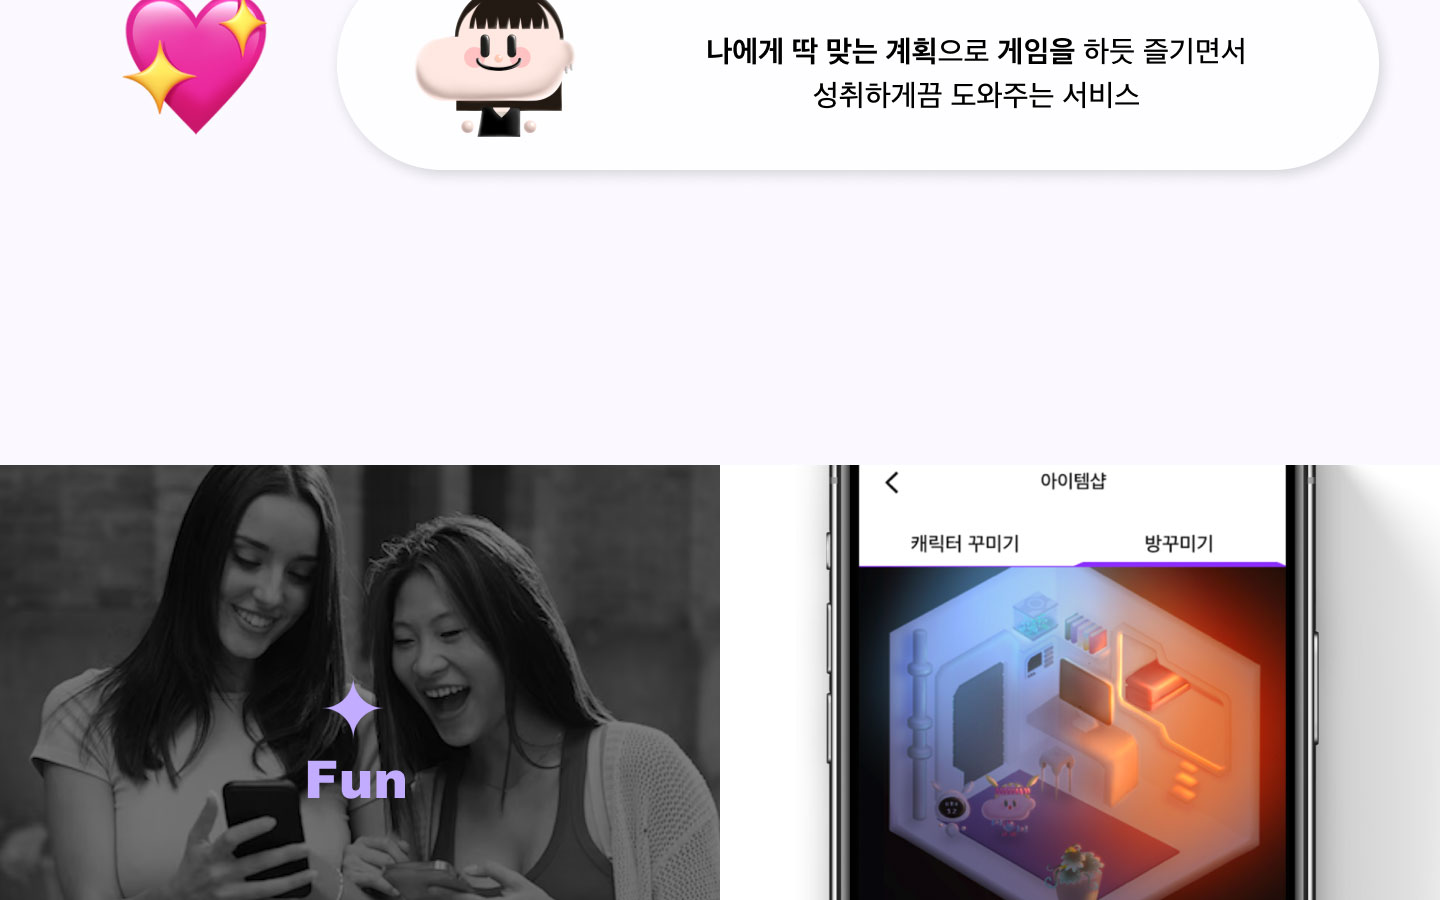 나에게 딱 맞는 계획으로 게임을 하듯 즐기면서
성취하게끔 도와주는 서비스
아이템샵
캐릭터 꾸미기
방꾸미기
Fun